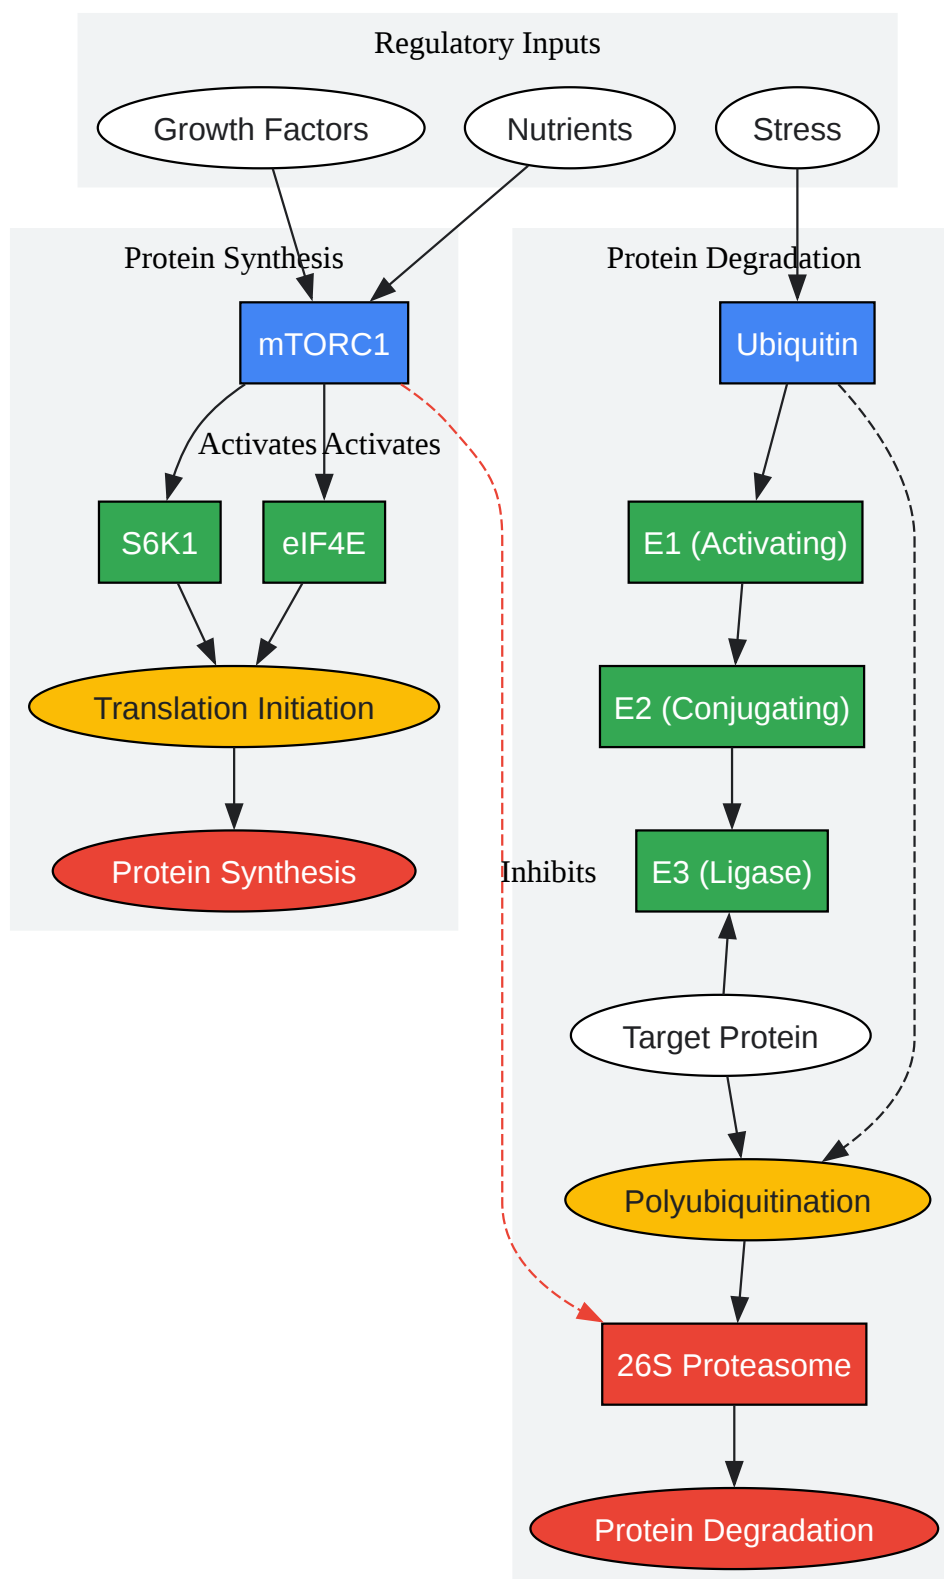 Regulatory Inputs
Growth Factors
Nutrients
Stress
Protein Synthesis
Protein Degradation
mTORC1
Ubiquitin
Activates
Activates
S6K1
eIF4E
E1 (Activating)
Translation Initiation
E2 (Conjugating)
Protein Synthesis
Inhibits
E3 (Ligase)
Target Protein
Polyubiquitination
26S Proteasome
Protein Degradation